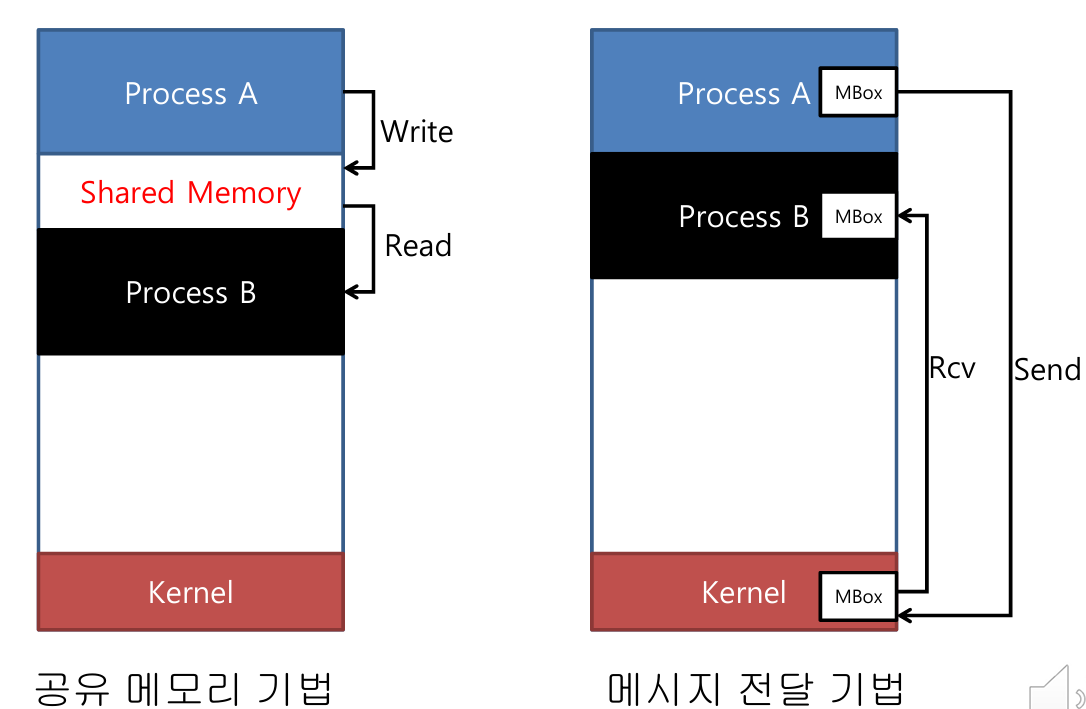 Process A
Write
Shared Memory
Read
Process B
Kernel
공유 메모리 기법
Process A
MBox
Process B
MBox
Rcv
Send
Kernel
MBox
메시지 전달 기법